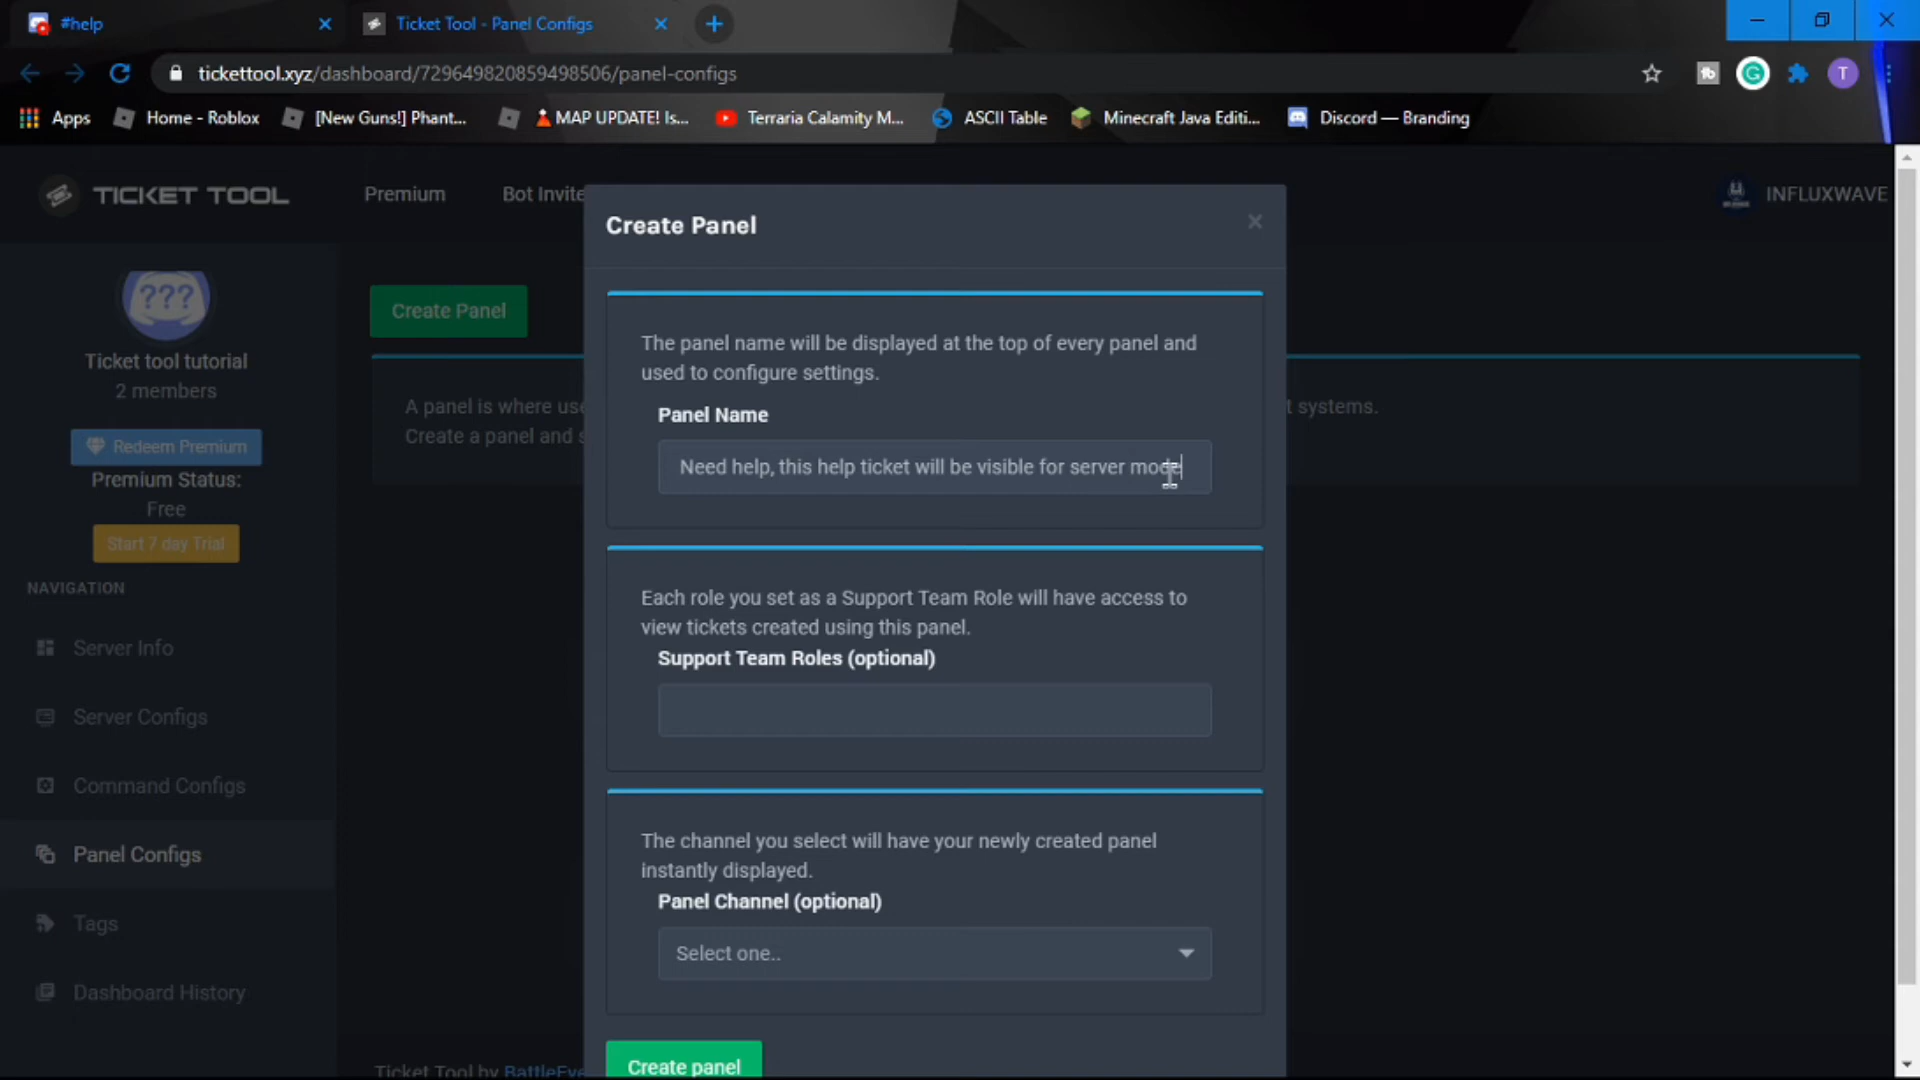 #help
Ticket Tool - Panel Configs
tickettool.xyz/dashboard/729649820859498506/panel-configs
T
Apps
Home - Roblox
[New Guns!] Phant...
MAP UPDATE! Is...
Terraria Calamity M...
ASCII Table
Minecraft Java Editi...
Discord — Branding
TICKET TOOL
Premium
Bot Invite
INFLUXWAVE
Create Panel
???
Ticket tool tutorial
2 members
Redeem Premium
Premium Status:
Free
Start 7 day Trial
NAVIGATION
Server Info
Server Configs
Command Configs
Panel Configs
Tags
Dashboard History
Create Panel
A panel is where use
t systems.
Create a panel and s
The panel name will be displayed at the top of every panel and
used to configure settings.
Panel Name
Need help, this help ticket will be visible for server
Each role you set as a Support Team Role will have access to
view tickets created using this panel.
Support Team Roles (optional)
The channel you select will have your newly created panel
instantly displayed.
Panel Channel (optional)
Select one..
Create panel
Ticket Tool by BattleEye